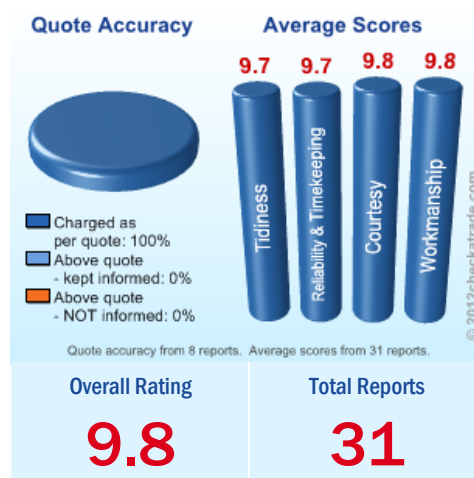 Quote Accuracy
Average Scores
9.7
9.7
9.8
9.8
Tidiness
Reliability & Timekeeping
Courtesy
Workmanship
Charged as
per quote: 100%
Above quote
- kept informed: 0%
Above quote
- NOT informed: 0%
© 2012checkatrade.com
Quote accuracy from 8 reports. Average scores from 31 reports.
Overall Rating
Total Reports
9.8
31